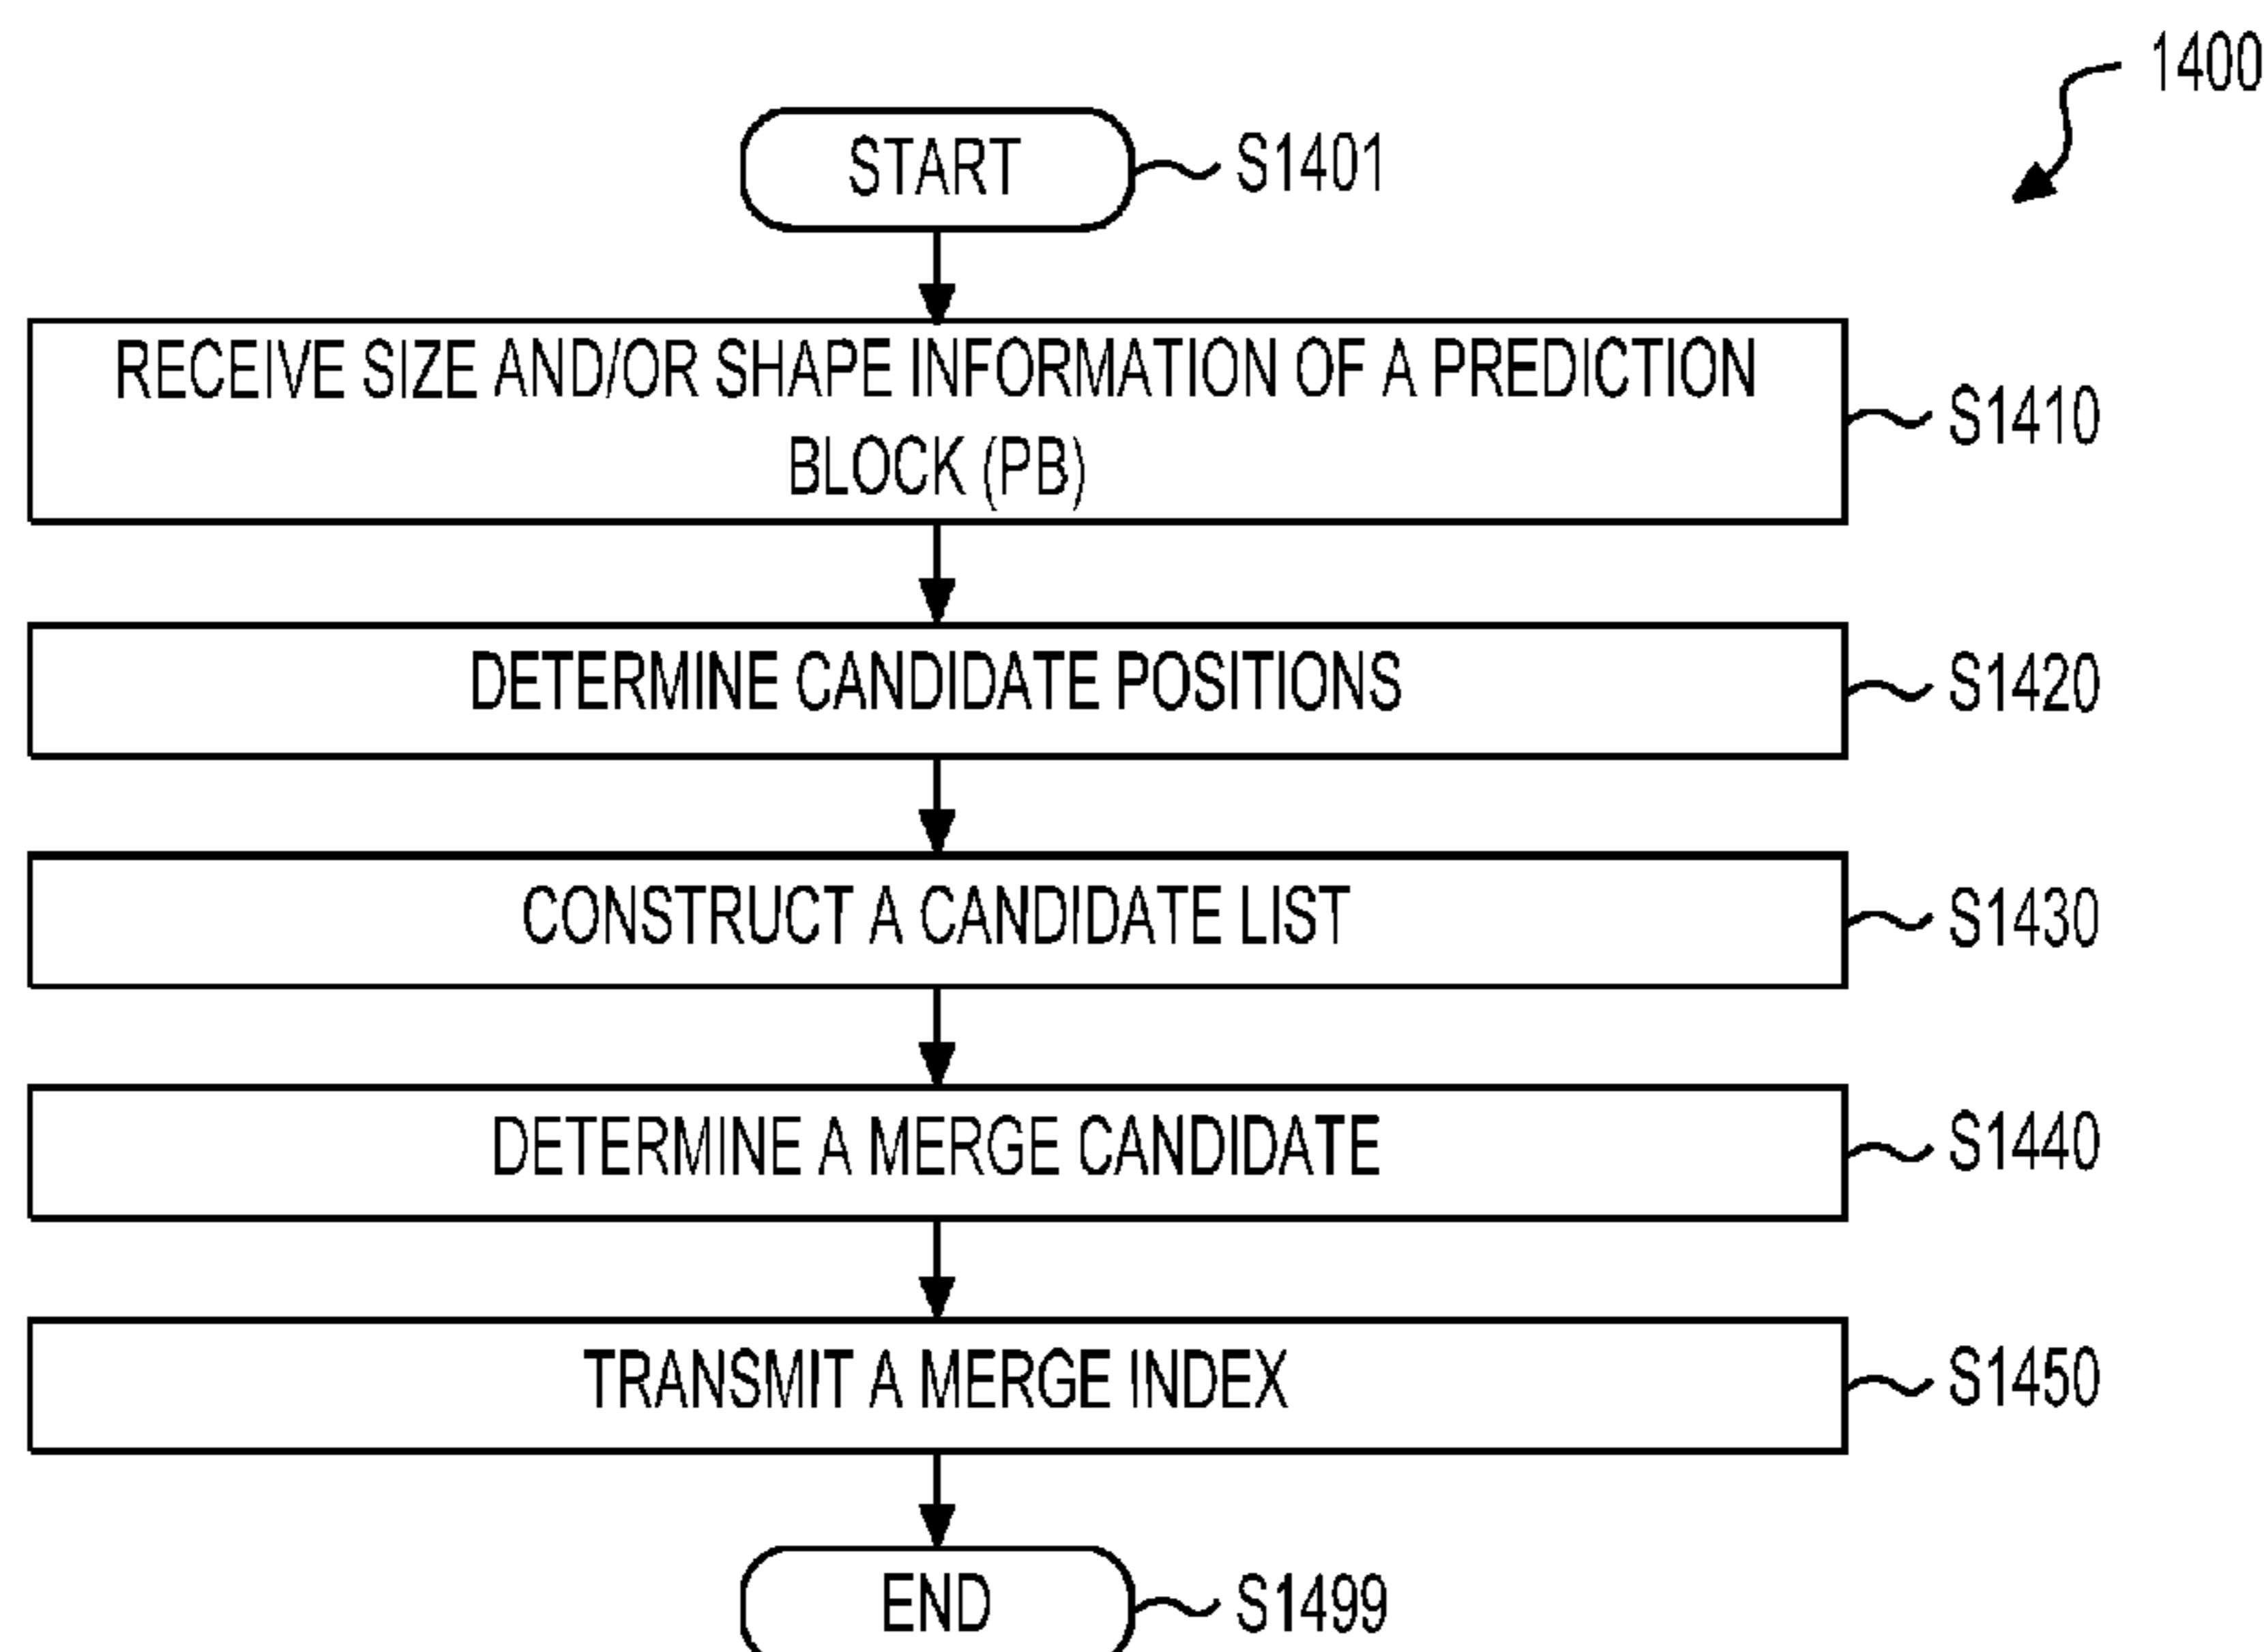 1400
START
S1401
RECEIVE SIZE AND/OR SHAPE INFORMATION OF A PREDICTION
BLOCK (PB)
S1410
DETERMINE CANDIDATE POSITIONS
S1420
CONSTRUCT A CANDIDATE LIST
S1430
DETERMINE A MERGE CANDIDATE
S1440
TRANSMIT A MERGE INDEX
S1450
END
S1499